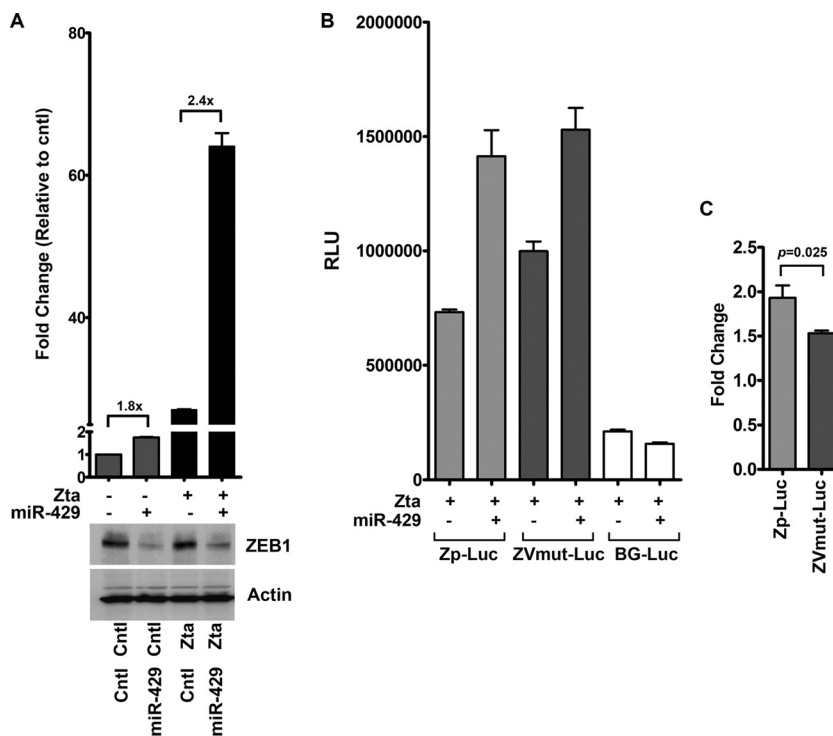 A
Fold Change (Relative to cntl)
80
60
40
2
1
0
1.8x
2.4x
Zta - - + +
miR-429 - + - +
ZEB1
Actin
Cntl Cntl
miR-429 Cntl
Cntl Zta
miR-429 Zta
B
RLU
2000000
1500000
1000000
500000
0
Zta + + + + + +
miR-429 - + - + - +
Zp-Luc ZVmut-Luc BG-Luc
C
Fold Change
2.5
2.0
1.5
1.0
0.5
0.0
p=0.025
Zp-Luc
ZVmut-Luc